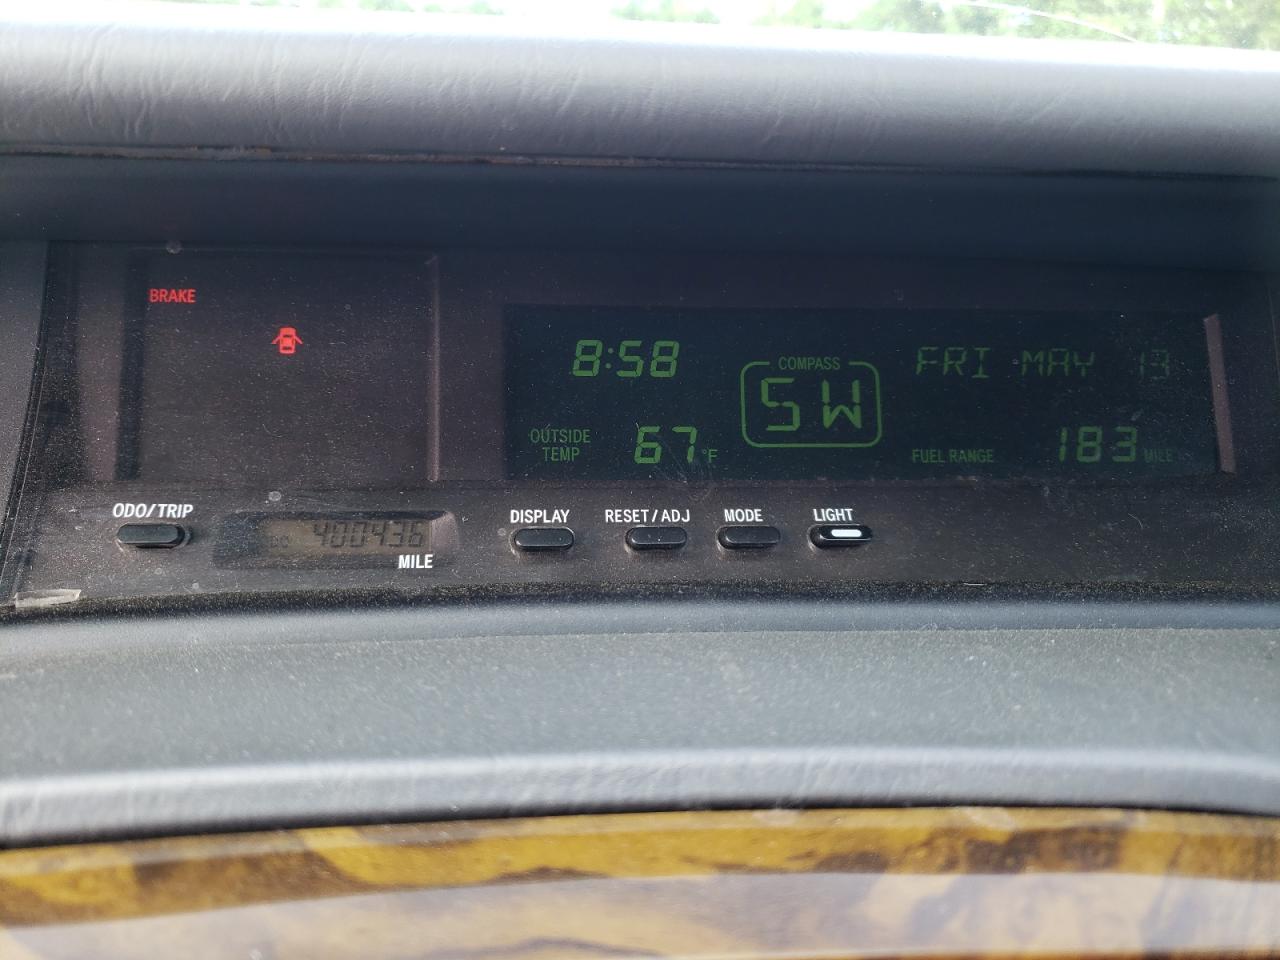 BRAKE
8:58
COMPASS
SW
FRI MAY 13
OUTSIDE
TEMP
67°F
FUEL RANGE
183 MILE
ODO/TRIP
ODO 400436
MILE
DISPLAY
RESET/ADJ
MODE
LIGHT